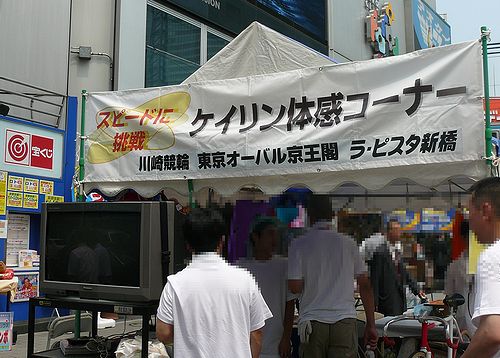 スピードに
挑戦
ケイリン体感コーナー
川崎競輪 東京オーバル京王閣 ラ・ピスタ新橋
宝くじ